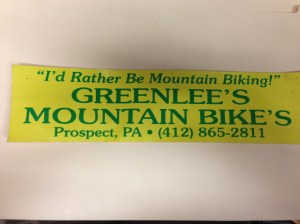 "I'd Rather Be Mountain Biking!"
GREENLEE'S
MOUNTAIN BIKE'S
Prospect, PA • (412) 865-2811